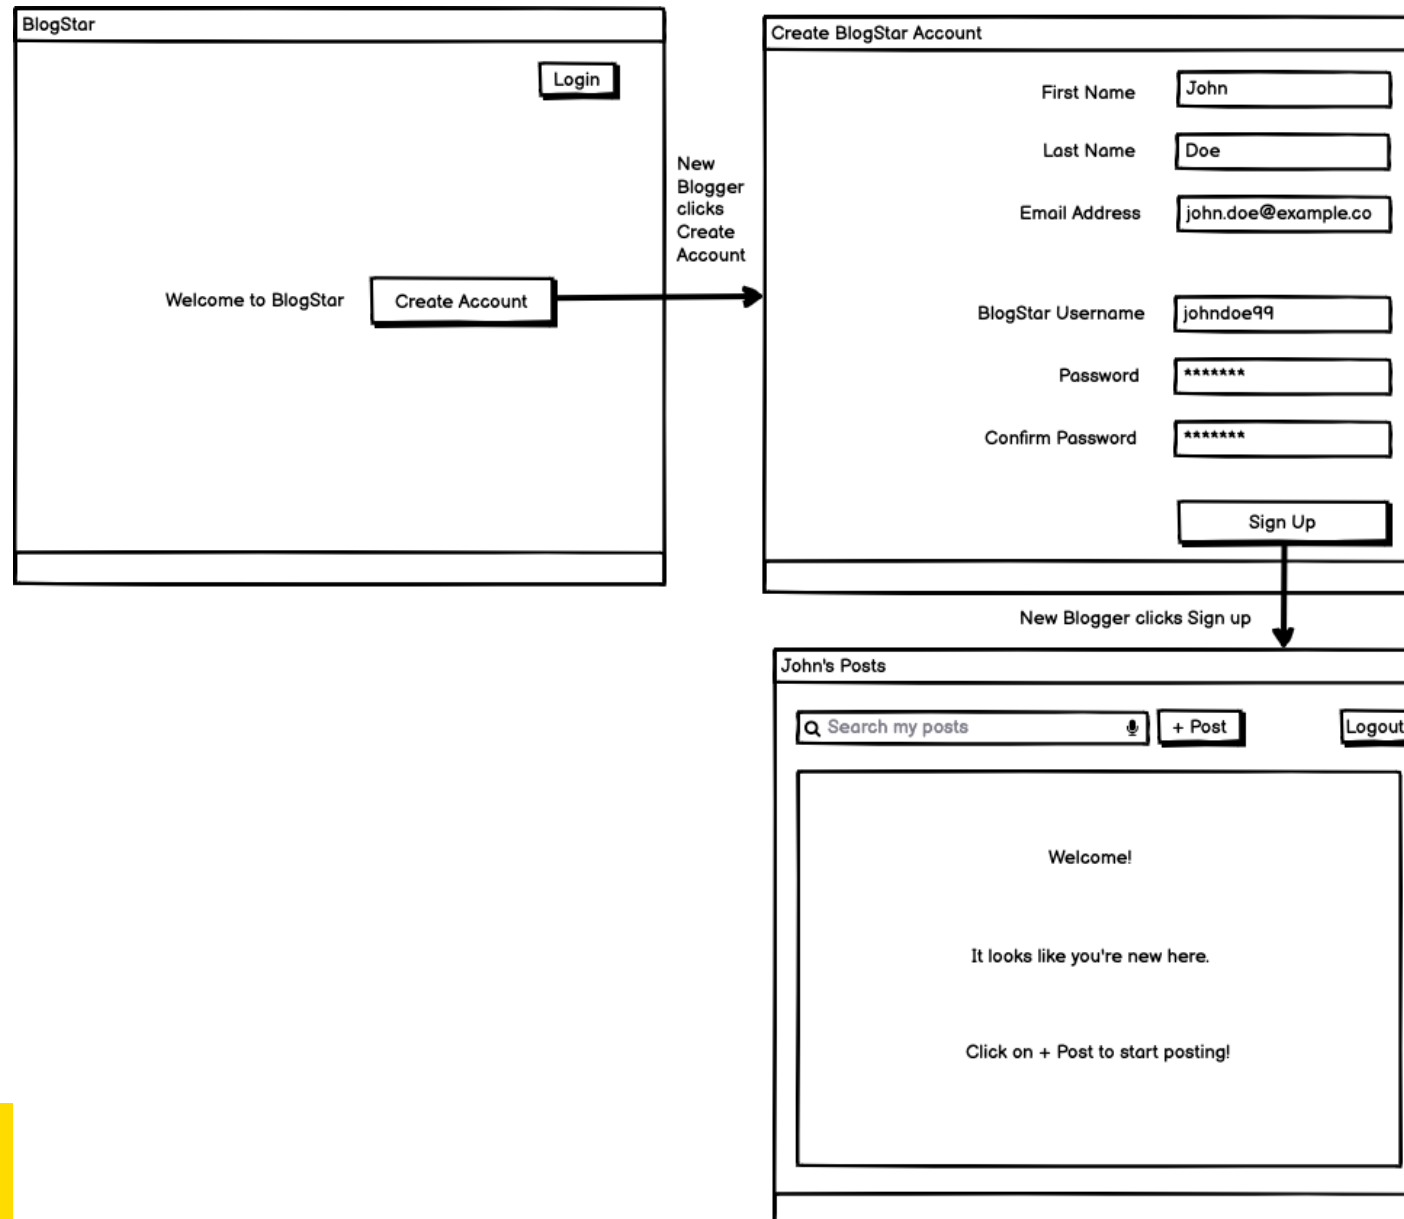 BlogStar
Login
Welcome to BlogStar
Create Account
New
Blogger
clicks
Create
Account
Create BlogStar Account
First Name
John
Last Name
Doe
Email Address
john.doe@example.co
BlogStar Username
johndoe99
Password
*******
Confirm Password
*******
Sign Up
New Blogger clicks Sign up
John's Posts
Search my posts
+ Post
Logout
Welcome!
It looks like you're new here.
Click on + Post to start posting!